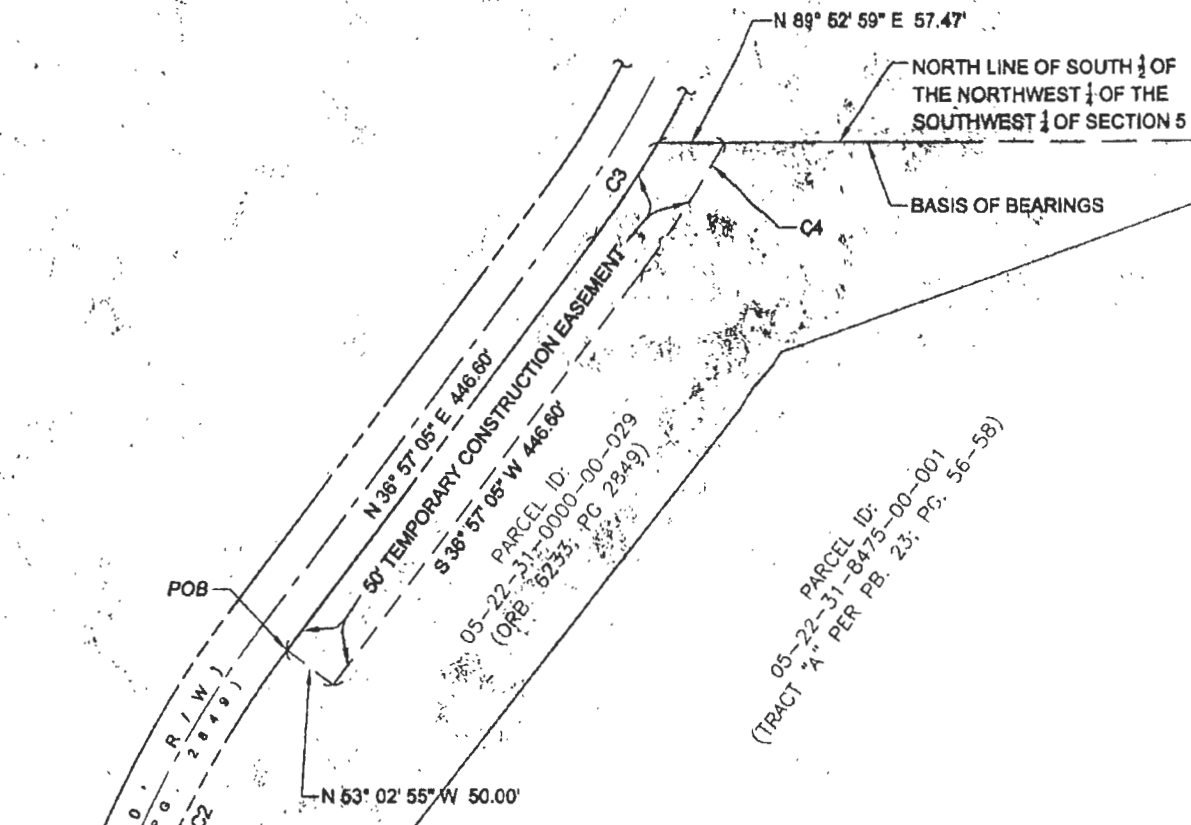 N 89° 52' 59" E 57.47'
NORTH LINE OF SOUTH ½ OF
THE NORTHWEST ¼ OF THE
SOUTHWEST ¼ OF SECTION 5
BASIS OF BEARINGS
C3
C4
N 36° 57' 05" E 446.60'
50' TEMPORARY CONSTRUCTION EASEMENT
S 36° 57' 05" W 446.60'
PARCEL ID:
05-22-31-0000-00-029
(ORB. 6233, PG 2849)
PARCEL ID:
05-22-31-8475-00-001
(TRACT "A" PER PB. 23, PG. 56-58)
POB
R / W )
G. 2849)
C2
N 53° 02' 55" W 50.00'